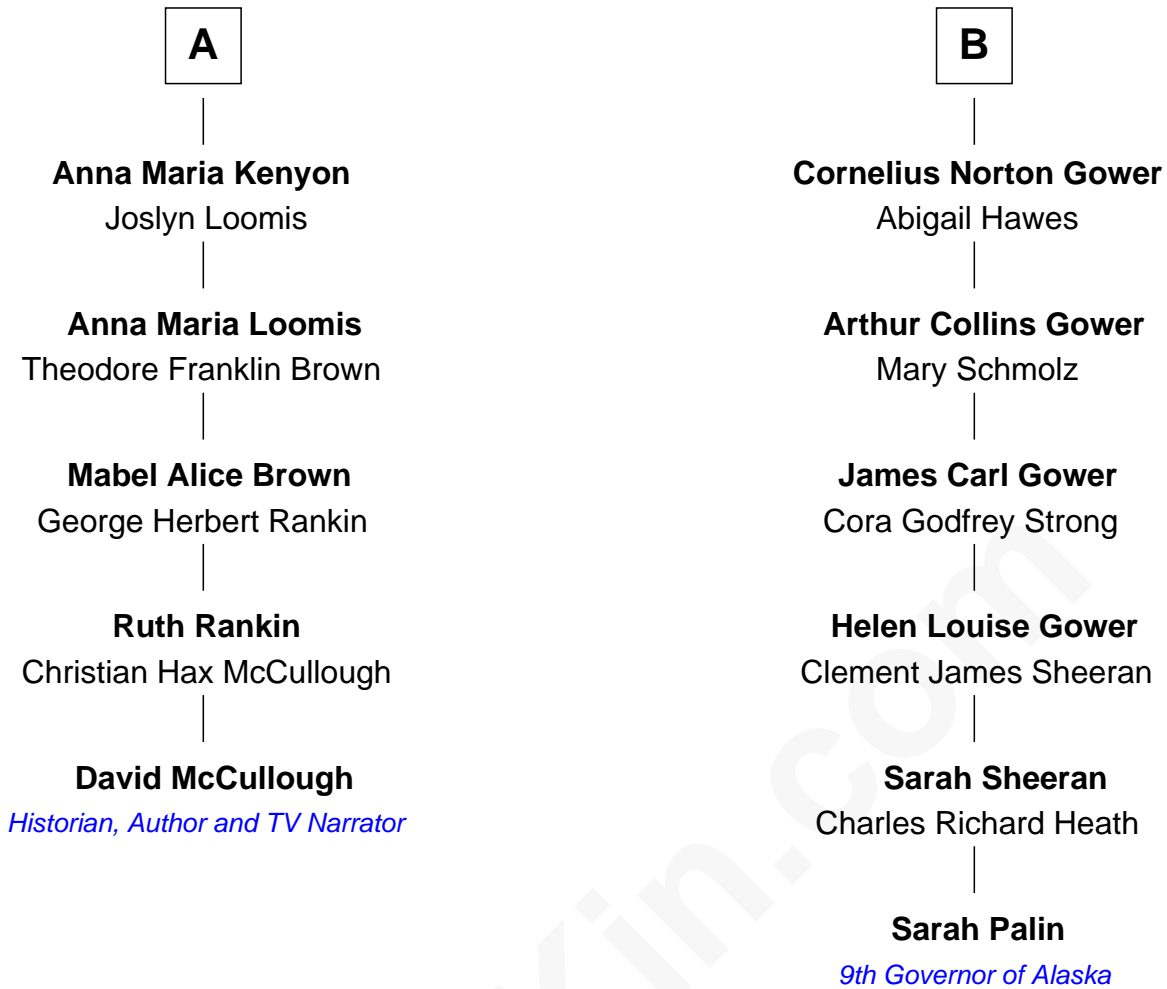 A
Anna Maria Kenyon
Joslyn Loomis
Anna Maria Loomis
Theodore Franklin Brown
Mabel Alice Brown
George Herbert Rankin
Ruth Rankin
Christian Hax McCullough
David McCullough
Historian, Author and TV Narrator
B
Cornelius Norton Gower
Abigail Hawes
Arthur Collins Gower
Mary Schmolz
James Carl Gower
Cora Godfrey Strong
Helen Louise Gower
Clement James Sheeran
Sarah Sheeran
Charles Richard Heath
Sarah Palin
9th Governor of Alaska
Kin.com